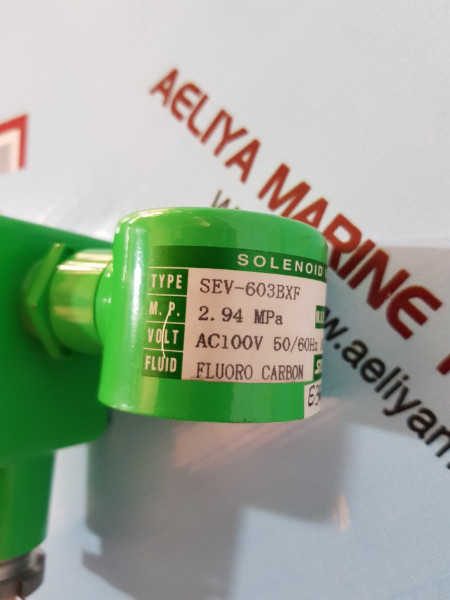 AELIYA MARINE
www.aeliyam
SOLENOID
TYPE SEV-603BXF
M. P. 2.94 MPa
VOLT AC100V 50/60Hz
FLUID FLUORO CARBON